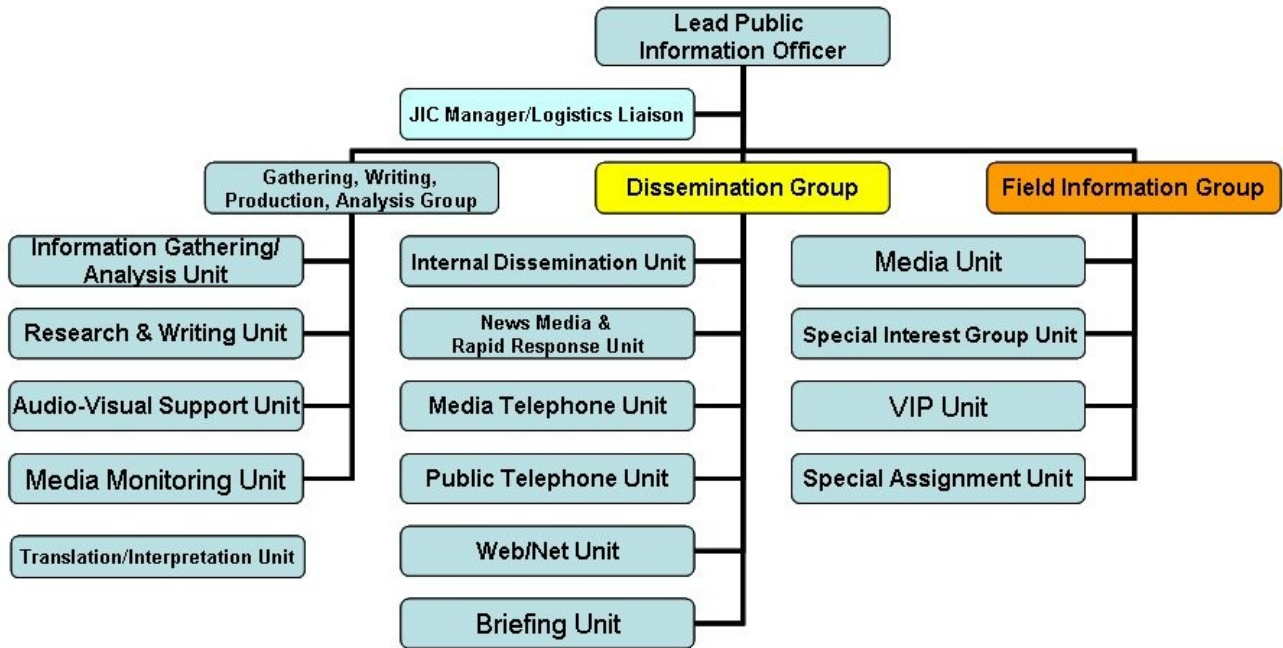 Lead Public
Information Officer
JIC Manager/Logistics Liaison
Gathering, Writing,
Production, Analysis Group
Information Gathering/
Analysis Unit
Research & Writing Unit
Audio-Visual Support Unit
Media Monitoring Unit
Translation/Interpretation Unit
Dissemination Group
Internal Dissemination Unit
News Media &
Rapid Response Unit
Media Telephone Unit
Public Telephone Unit
Web/Net Unit
Briefing Unit
Field Information Group
Media Unit
Special Interest Group Unit
VIP Unit
Special Assignment Unit